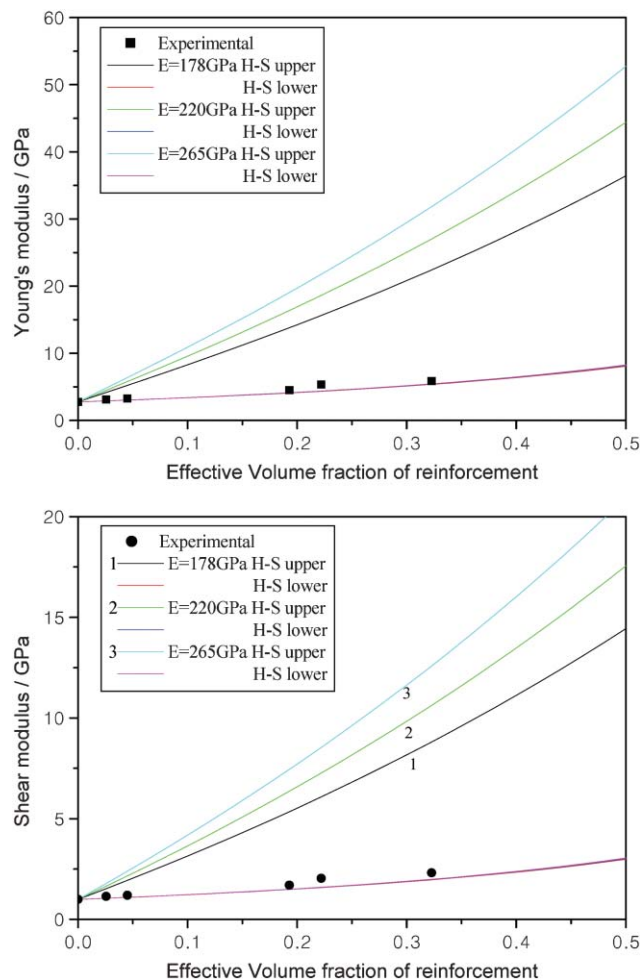 60
50
40
30
20
10
0
Young's modulus / GPa
Experimental
E=178GPa H-S upper
H-S lower
E=220GPa H-S upper
H-S lower
E=265GPa H-S upper
H-S lower
0.0 0.1 0.2 0.3 0.4 0.5
Effective Volume fraction of reinforcement
20
15
10
5
0
Shear modulus / GPa
Experimental
1 E=178GPa H-S upper
H-S lower
2 E=220GPa H-S upper
H-S lower
3 E=265GPa H-S upper
H-S lower
3
2
1
0.0 0.1 0.2 0.3 0.4 0.5
Effective Volume fraction of reinforcement